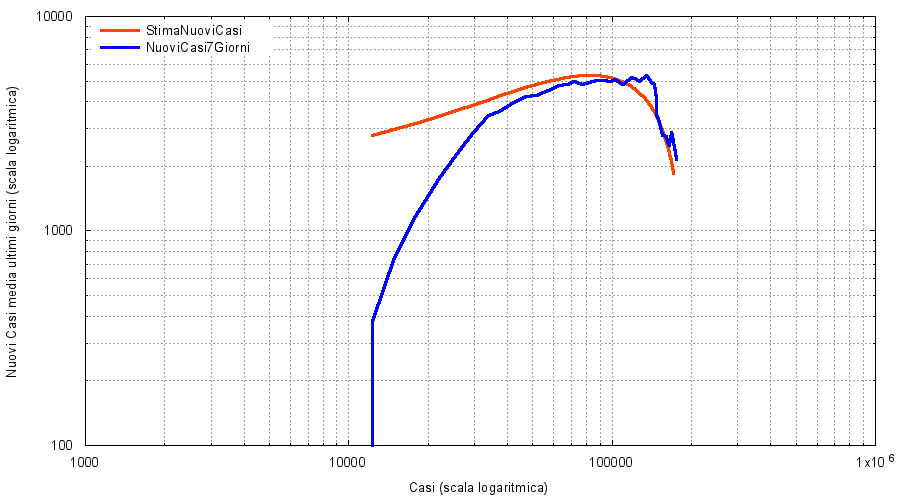 10000
StimaNuoviCasi
NuoviCasi7Giorni
Nuovi Casi media ultimi giorni (scala logaritmica)
1000
100
1000
10000
100000
1x10 6
Casi (scala logaritmica)